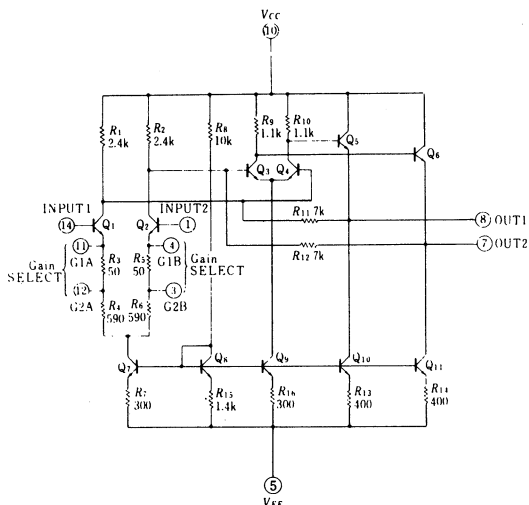 VCC
10
R1
2.4k
R2
2.4k
R8
10k
R9
1.1k
R10
1.1k
Q5
Q6
Q3
Q4
INPUT1
14
Q1
Q2
INPUT2
1
R11 7k
8 OUT1
R12 7k
7 OUT2
Gain
SELECT
11
G1A
R3
50
R5
50
4
G1B
Gain
SELECT
12
G2A
R4
590
R6
590
3
G2B
Q7
Q8
Q9
Q10
Q11
R7
300
R15
1.4k
R16
300
R13
400
R14
400
5
VEE